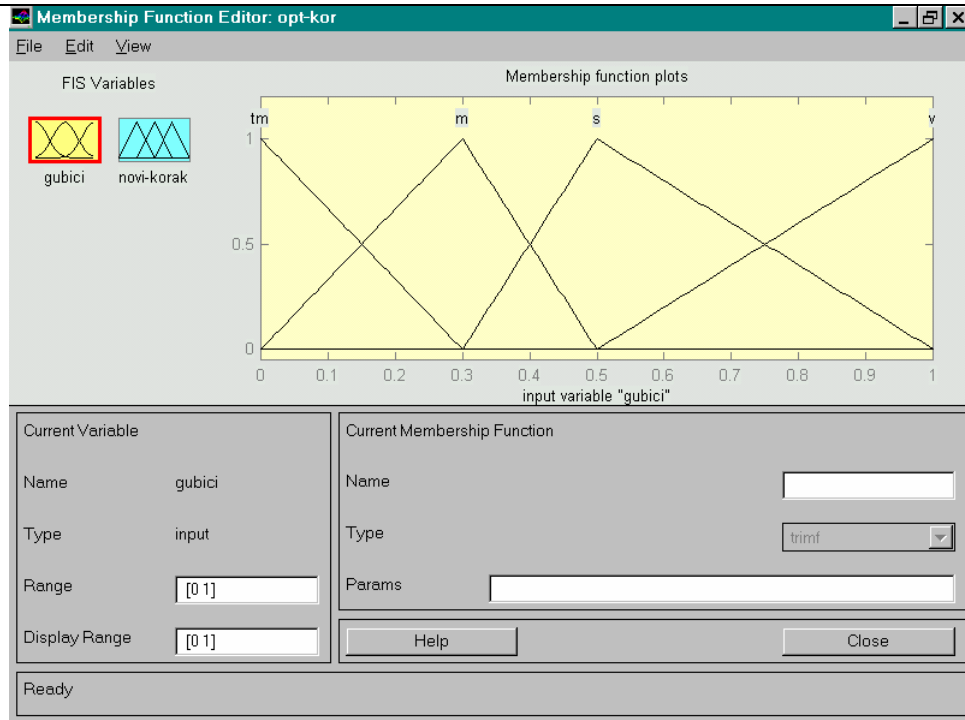 Membership Function Editor: opt-kor
File Edit View
FIS Variables
gubici novi-korak
Membership function plots
tm m s v
1
0.5
0
0 0.1 0.2 0.3 0.4 0.5 0.6 0.7 0.8 0.9 1
input variable "gubici"
Current Variable
Name gubici
Type input
Range [0 1]
Display Range [0 1]
Current Membership Function
Name
Type trimf
Params
Help Close
Ready